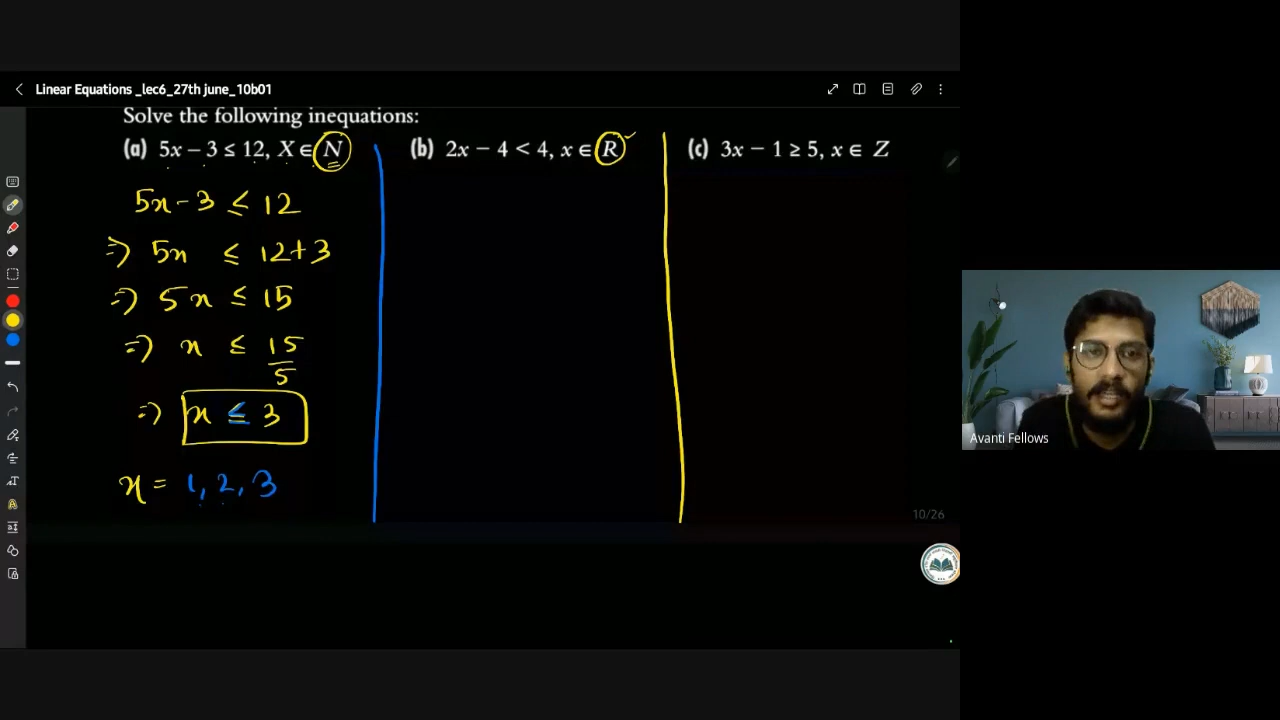 Linear Equations _lec6_27th june_10b01
Solve the following inequations:
(a) 5x – 3 ≤ 12, X ∈ N
5x - 3 ≤ 12
⇒ 5x ≤ 12+3
⇒ 5x ≤ 15
⇒ x ≤ 15/5
⇒ x ≤ 3
x = 1, 2, 3
(b) 2x – 4 < 4, x ∈ R
(c) 3x – 1 ≥ 5, x ∈ Z
10/26
Avanti Fellows